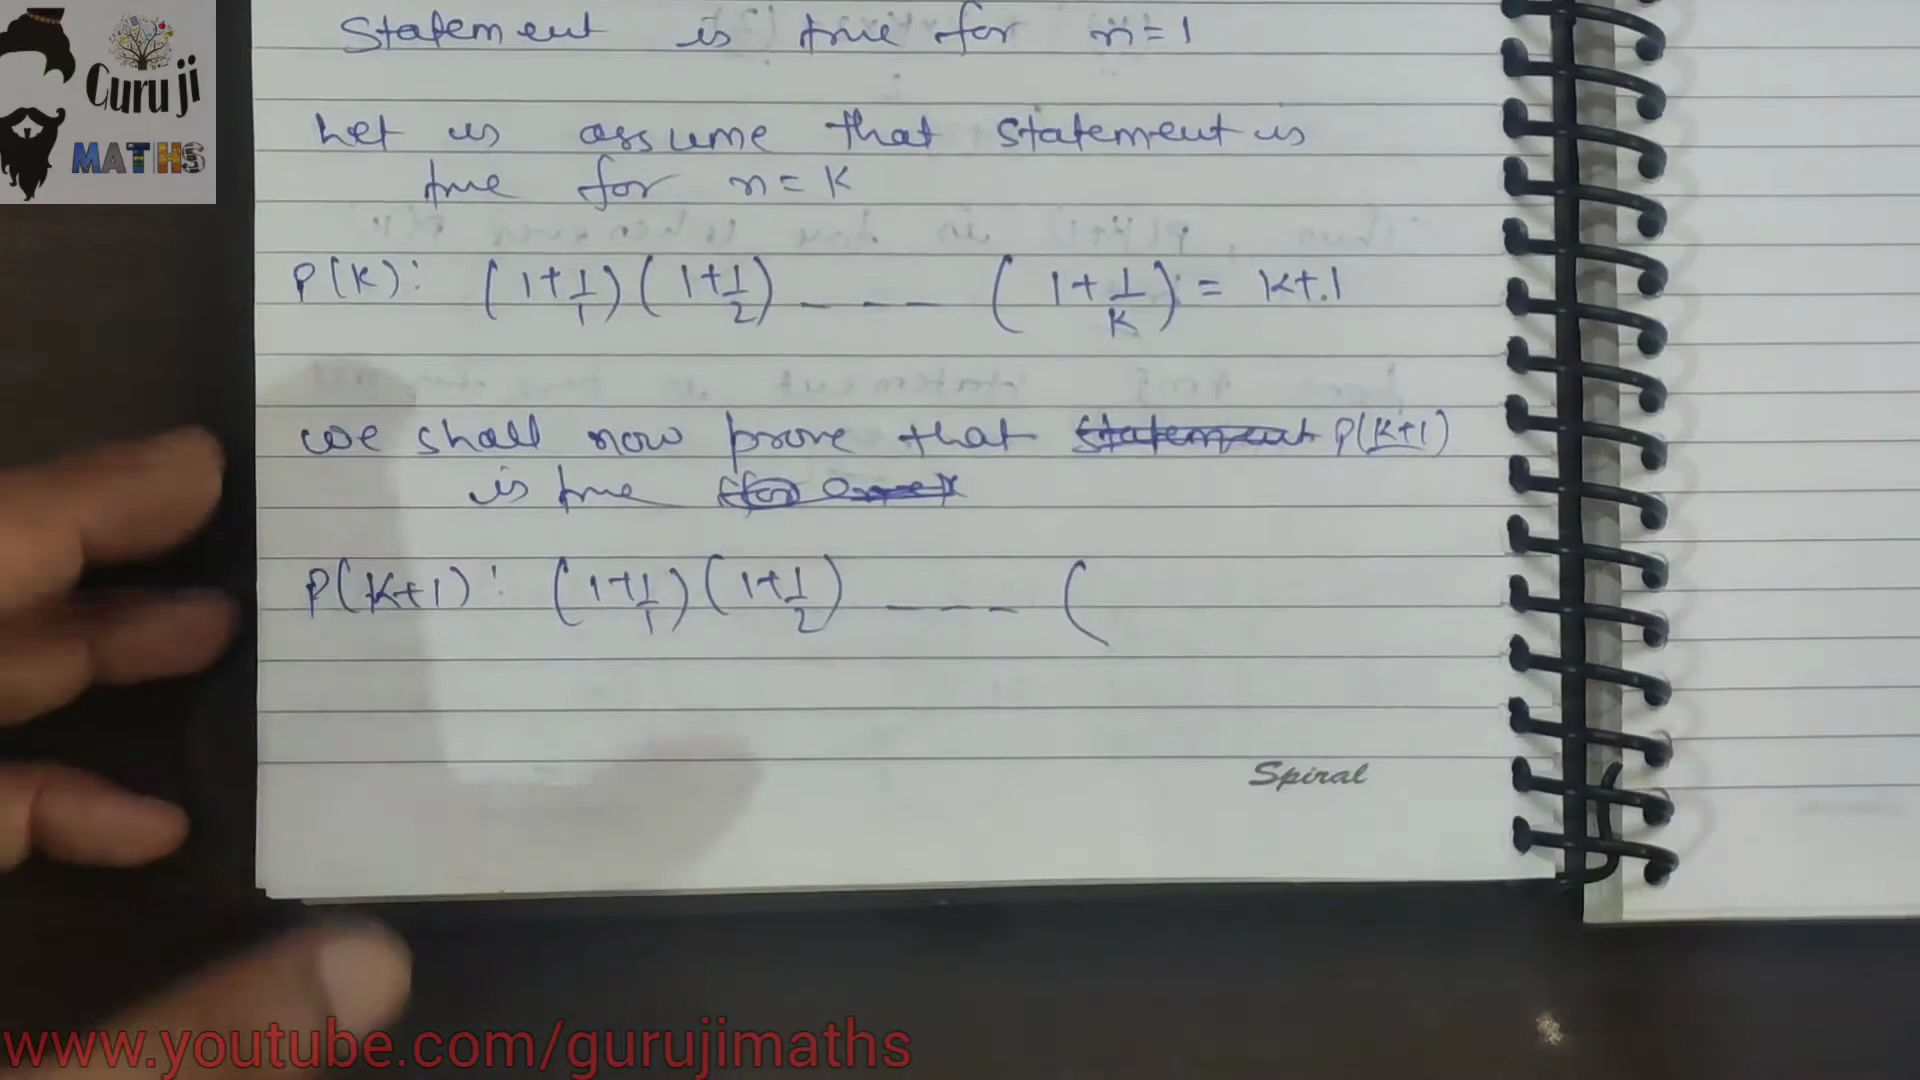 Guruji
MATHS
Statement is true for n=1
Let us assume that statement is
true for n=K
P(K): (1+1/1)(1+1/2) _ _ _ (1+1/K) = K+1
we shall now prove that statement P(K+1)
is true
P(K+1): (1+1/1)(1+1/2) _ _ _ (
Spiral
www.youtube.com/gurujimaths